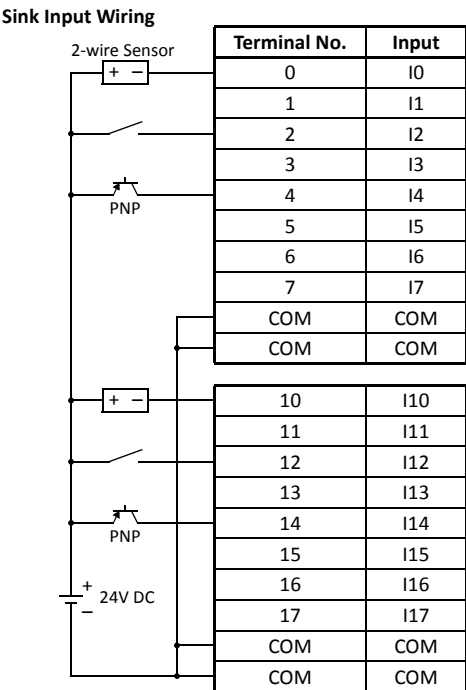 Sink Input Wiring
2-wire Sensor
Terminal No. Input
+ − 0 I0
1 I1
2 I2
3 I3
4 I4
PNP
5 I5
6 I6
7 I7
COM COM
COM COM
+ − 10 I10
11 I11
12 I12
13 I13
14 I14
PNP
15 I15
16 I16
+
24V DC
−
17 I17
COM COM
COM COM